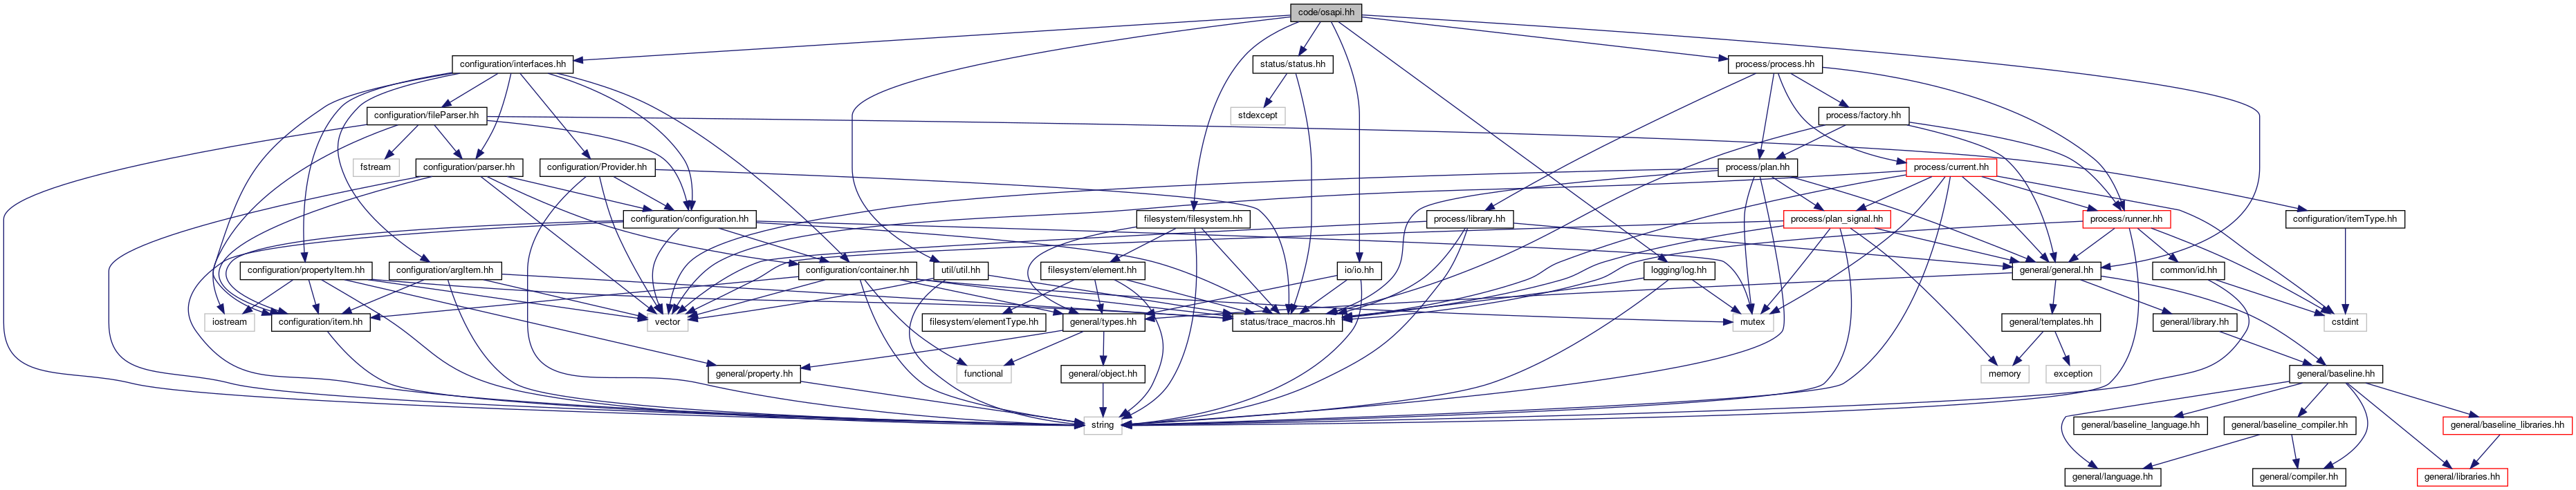 code/osapi.hh
configuration/interfaces.hh
status/status.hh
process/process.hh
configuration/fileParser.hh
stdexcept
process/factory.hh
fstream
configuration/parser.hh
configuration/Provider.hh
process/plan.hh
process/current.hh
configuration/configuration.hh
filesystem/filesystem.hh
process/library.hh
process/plan_signal.hh
process/runner.hh
configuration/itemType.hh
configuration/propertyItem.hh
configuration/argItem.hh
configuration/container.hh
util/util.hh
filesystem/element.hh
io/io.hh
logging/log.hh
general/general.hh
common/id.hh
iostream
configuration/item.hh
vector
filesystem/elementType.hh
general/types.hh
status/trace_macros.hh
mutex
general/templates.hh
general/library.hh
cstdint
general/property.hh
functional
general/object.hh
memory
exception
general/baseline.hh
string
general/baseline_language.hh
general/baseline_compiler.hh
general/baseline_libraries.hh
general/language.hh
general/compiler.hh
general/libraries.hh